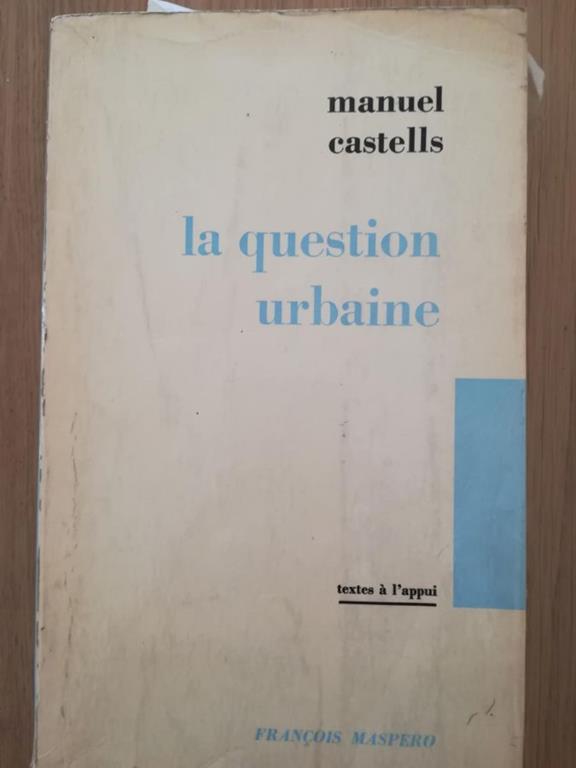 manuel
castells
la question
urbaine
textes à l'appui
FRANÇOIS MASPERO